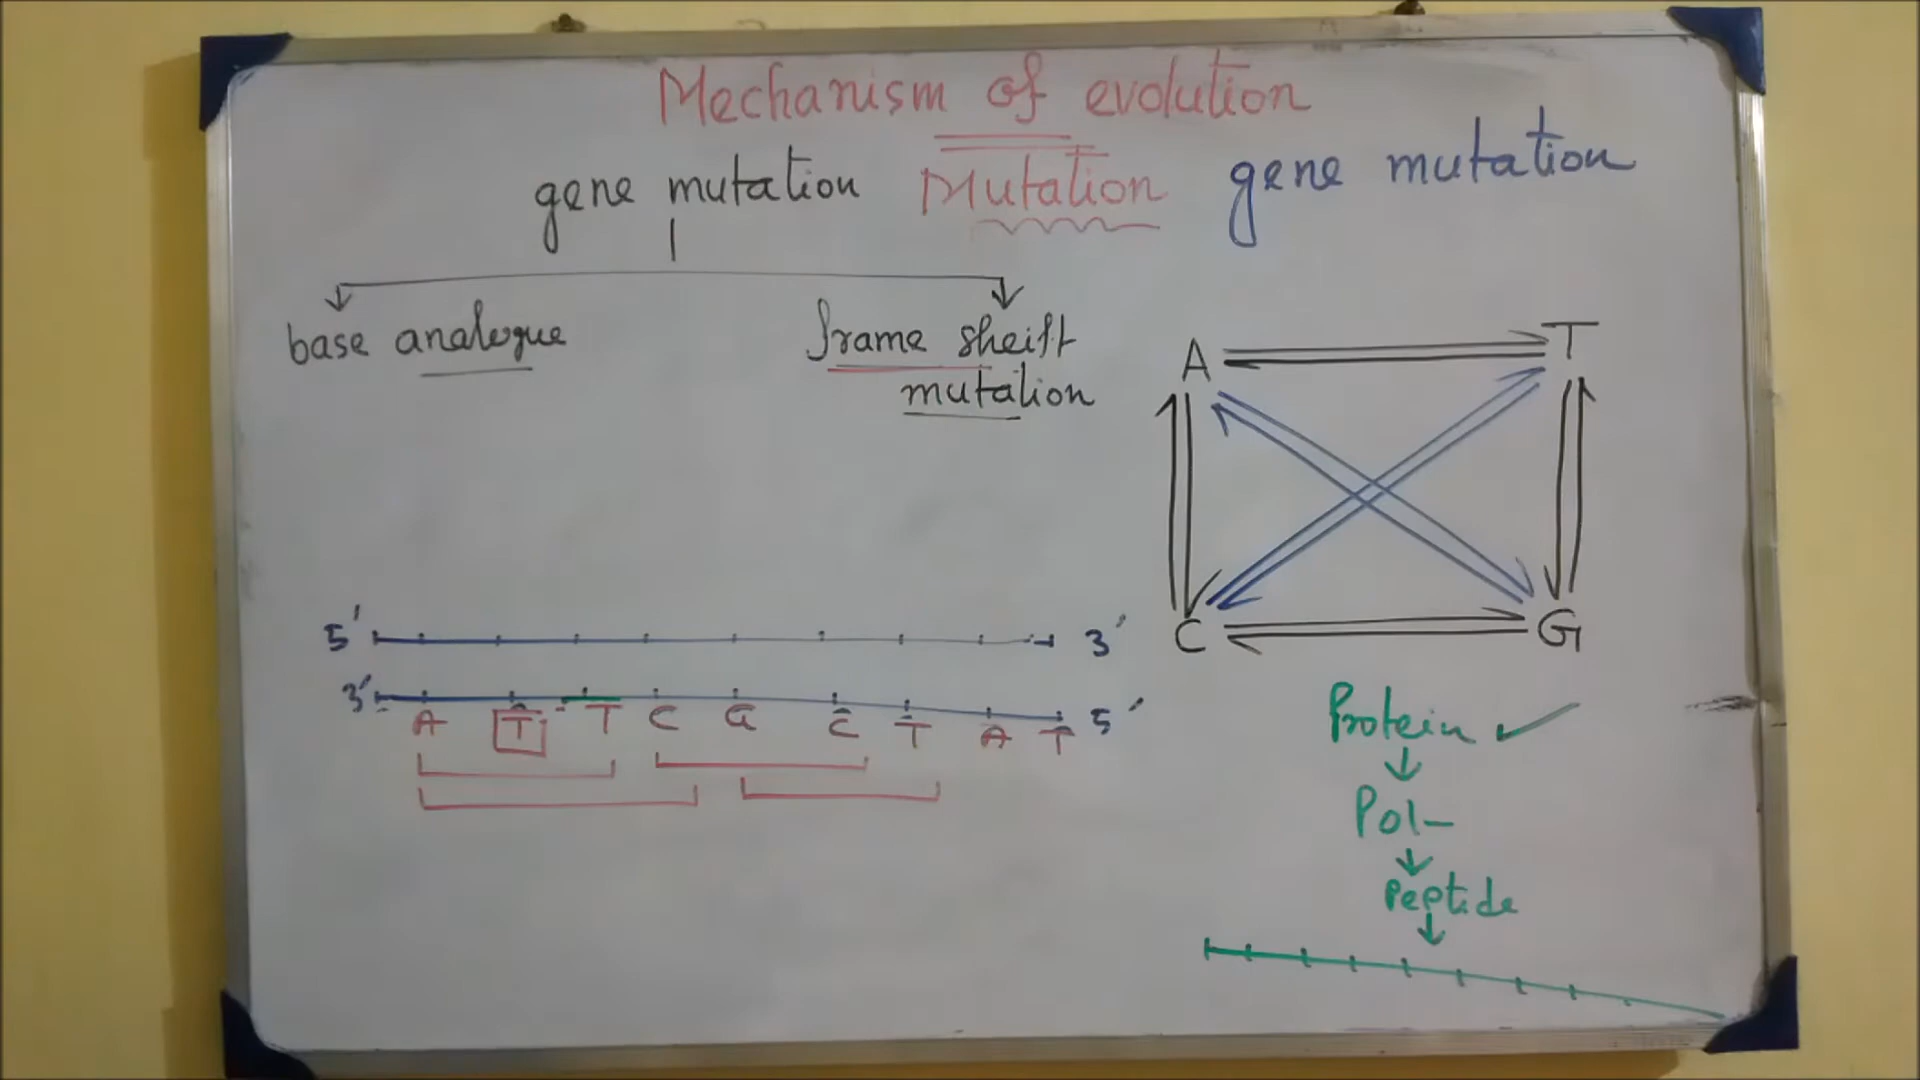 Mechanism of evolution
gene mutation Mutation gene mutation
base analogue frame sheift
mutation
A T
C G
5' 3'
3' A T T C G C T A T 5'
Protein ✓
Pol-
Peptide